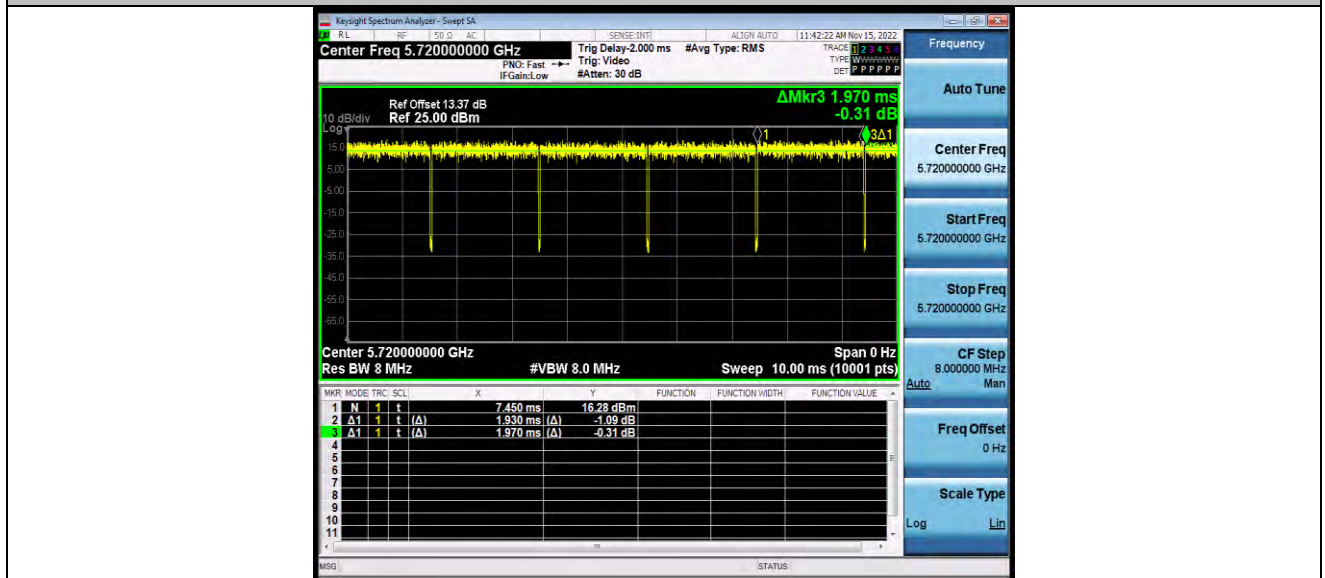 Keysight Spectrum Analyzer - Swept SA
RL RF 50 Ω AC SENSE:INT ALIGN AUTO 11:42:22 AM Nov 15, 2022
Center Freq 5.720000000 GHz
PNO: Fast
IFGain:Low
Trig Delay-2.000 ms
Trig: Video
#Atten: 30 dB
#Avg Type: RMS
TRACE 1 2 3 4 5 6
TYPE WWWWWW
DET P P P P P P
ΔMkr3 1.970 ms
-0.31 dB
Ref Offset 13.37 dB
10 dB/div Ref 25.00 dBm
Log
1
3Δ1
15.0
5.00
-5.00
-15.0
-25.0
-35.0
-45.0
-55.0
-65.0
Center 5.720000000 GHz Span 0 Hz
Res BW 8 MHz #VBW 8.0 MHz Sweep 10.00 ms (10001 pts)
MKR MODE TRC SCL X Y FUNCTION FUNCTION WIDTH FUNCTION VALUE
1 N 1 t 7.450 ms 16.28 dBm
2 Δ1 1 t (Δ) 1.930 ms (Δ) -1.09 dB
3 Δ1 1 t (Δ) 1.970 ms (Δ) -0.31 dB
4
5
6
7
8
9
10
11
MSG STATUS
Frequency
Auto Tune
Center Freq
5.720000000 GHz
Start Freq
5.720000000 GHz
Stop Freq
5.720000000 GHz
CF Step
8.000000 MHz
Auto Man
Freq Offset
0 Hz
Scale Type
Log Lin